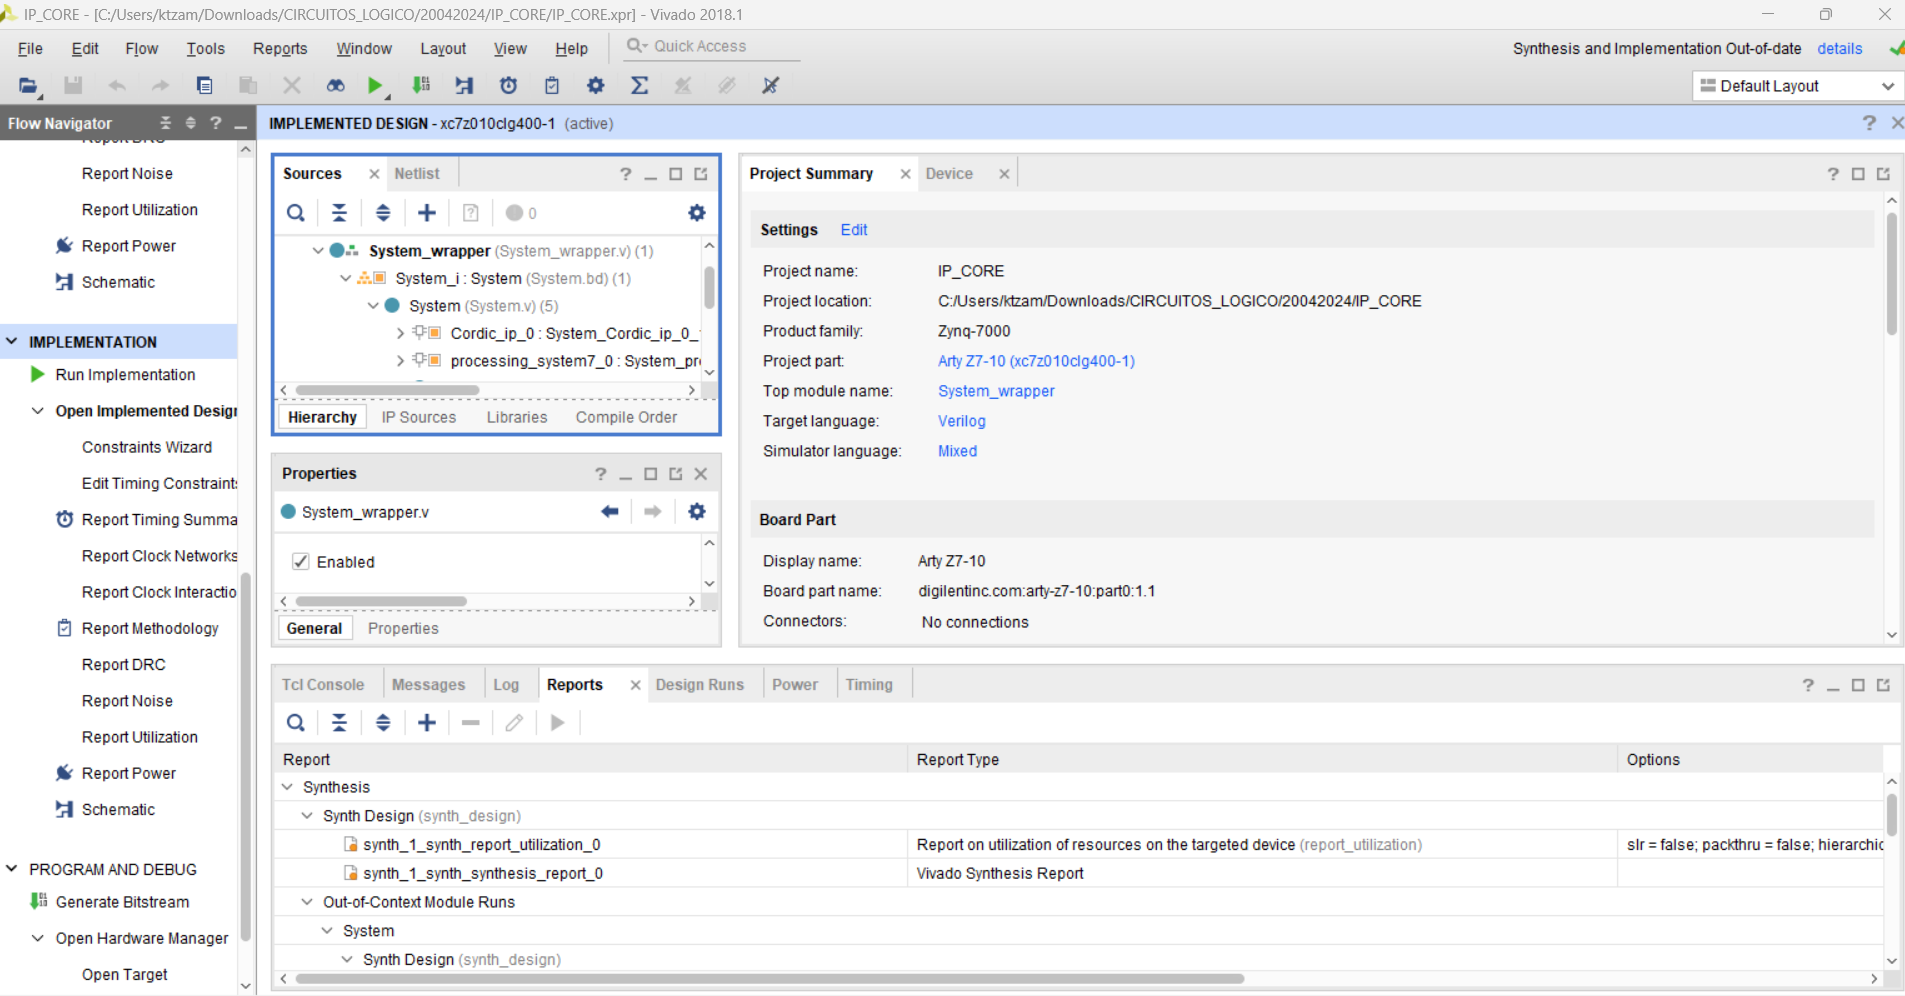 IP_CORE - [C:/Users/ktzam/Downloads/CIRCUITOS_LOGICO/20042024/IP_CORE/IP_CORE.xpr] - Vivado 2018.1
File Edit Flow Tools Reports Window Layout View Help Quick Access
Synthesis and Implementation Out-of-date details
Default Layout
Flow Navigator
Report DRC
Report Noise
Report Utilization
Report Power
Schematic
IMPLEMENTATION
Run Implementation
Open Implemented Design
Constraints Wizard
Edit Timing Constraints
Report Timing Summa
Report Clock Networks
Report Clock Interactio
Report Methodology
Report DRC
Report Noise
Report Utilization
Report Power
Schematic
PROGRAM AND DEBUG
Generate Bitstream
Open Hardware Manager
Open Target
IMPLEMENTED DESIGN - xc7z010clg400-1 (active)
Sources Netlist
0
System_wrapper (System_wrapper.v) (1)
System_i : System (System.bd) (1)
System (System.v) (5)
Cordic_ip_0 : System_Cordic_ip_0_
processing_system7_0 : System_pr
Hierarchy IP Sources Libraries Compile Order
Properties
System_wrapper.v
Enabled
General Properties
Project Summary Device
Settings Edit
Project name: IP_CORE
Project location: C:/Users/ktzam/Downloads/CIRCUITOS_LOGICO/20042024/IP_CORE
Product family: Zynq-7000
Project part: Arty Z7-10 (xc7z010clg400-1)
Top module name: System_wrapper
Target language: Verilog
Simulator language: Mixed
Board Part
Display name: Arty Z7-10
Board part name: digilentinc.com:arty-z7-10:part0:1.1
Connectors: No connections
Tcl Console Messages Log Reports Design Runs Power Timing
Report Report Type Options
Synthesis
Synth Design (synth_design)
synth_1_synth_report_utilization_0 Report on utilization of resources on the targeted device (report_utilization) slr = false; packthru = false; hierarchic
synth_1_synth_synthesis_report_0 Vivado Synthesis Report
Out-of-Context Module Runs
System
Synth Design (synth_design)